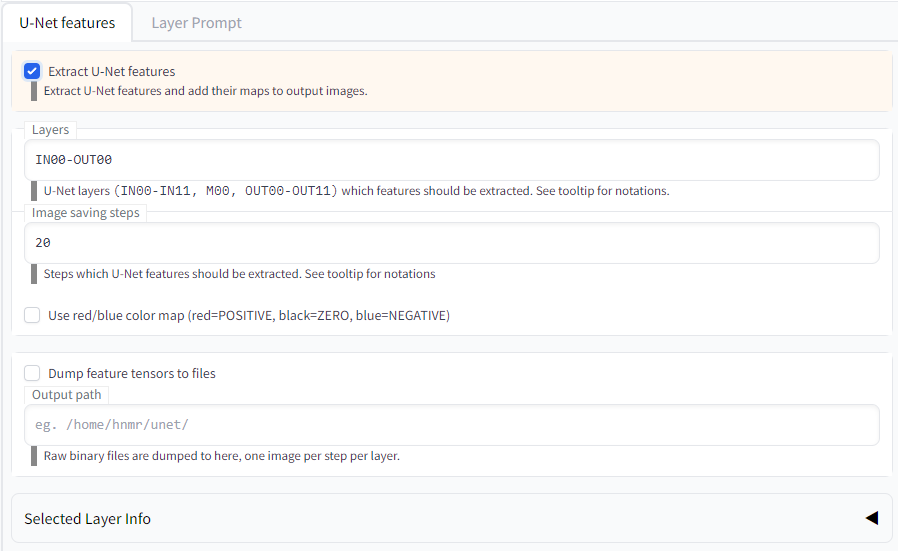 U-Net features Layer Prompt
Extract U-Net features
Extract U-Net features and add their maps to output images.
Layers
IN00-OUT00
U-Net layers (IN00-IN11, M00, OUT00-OUT11) which features should be extracted. See tooltip for notations.
Image saving steps
20
Steps which U-Net features should be extracted. See tooltip for notations
Use red/blue color map (red=POSITIVE, black=ZERO, blue=NEGATIVE)
Dump feature tensors to files
Output path
eg. /home/hnmr/unet/
Raw binary files are dumped to here, one image per step per layer.
Selected Layer Info